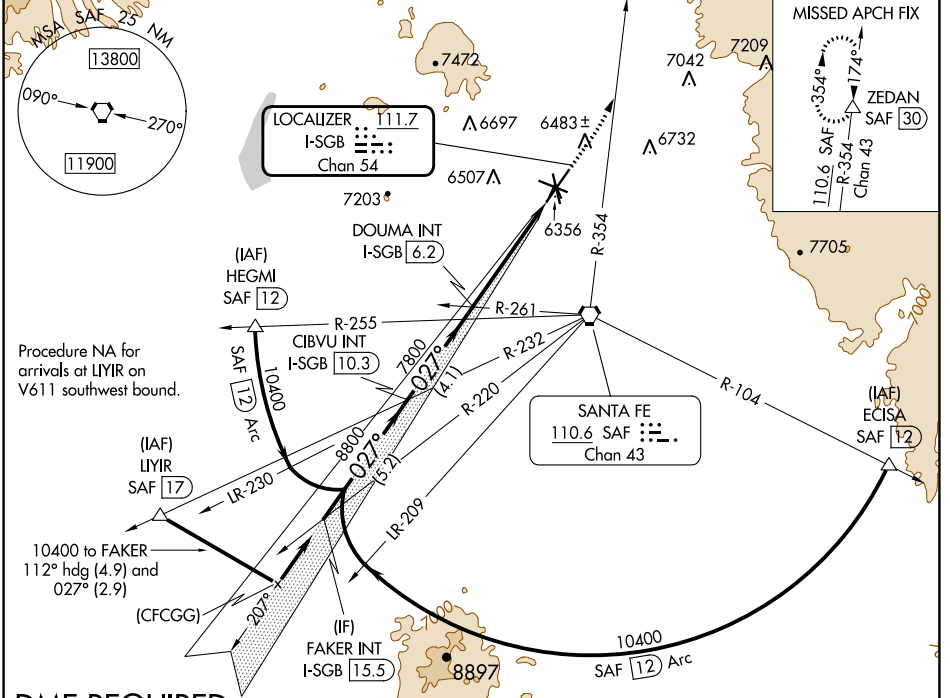 MSA SAF 25 NM
13800
090°
270°
11900
LOCALIZER 111.7
I-SGB
Chan 54
7472
6697
6483±
6507
7203
7042
7209
6732
6356
MISSED APCH FIX
354°
174°
ZEDAN
SAF 30
110.6 SAF
R-354
Chan 43
7705
7000
R-354
DOUMA INT
I-SGB 6.2
(IAF)
HEGMI
SAF 12
R-255
R-261
CIBVU INT
I-SGB 10.3
7800
027°
(4.1)
R-232
R-220
Procedure NA for
arrivals at LIYIR on
V611 southwest bound.
10400
SAF 12 Arc
SANTA FE
110.6 SAF
Chan 43
R-104
(IAF)
ECISA
SAF 12
(IAF)
LIYIR
SAF 17
8800
027°
(5.2)
LR-230
LR-209
10400 to FAKER
112° hdg (4.9) and
027° (2.9)
(CFCGG)
207°
(IF)
FAKER INT
I-SGB 15.5
7000
8897
10400
SAF 12 Arc
DME REQUIRED